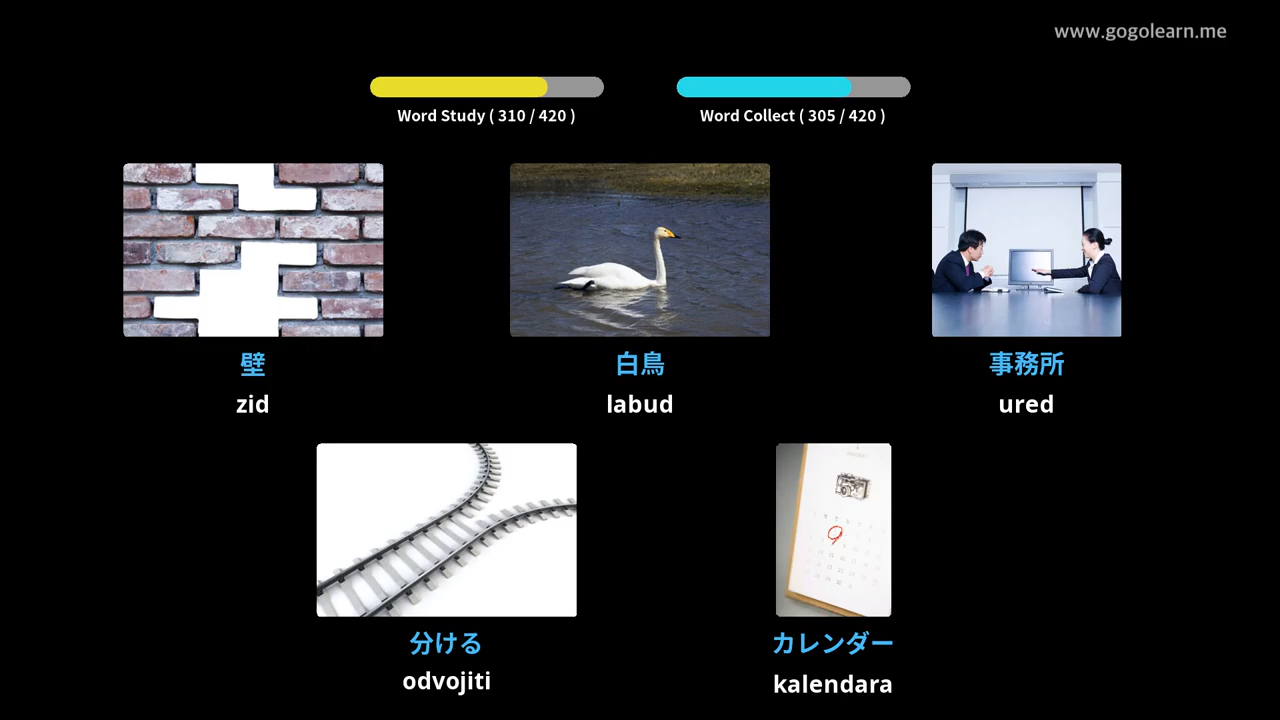 www.gogolearn.me
Word Study ( 310 / 420 )
Word Collect ( 305 / 420 )
壁
zid
白鳥
labud
事務所
ured
分ける
odvojiti
カレンダー
kalendara